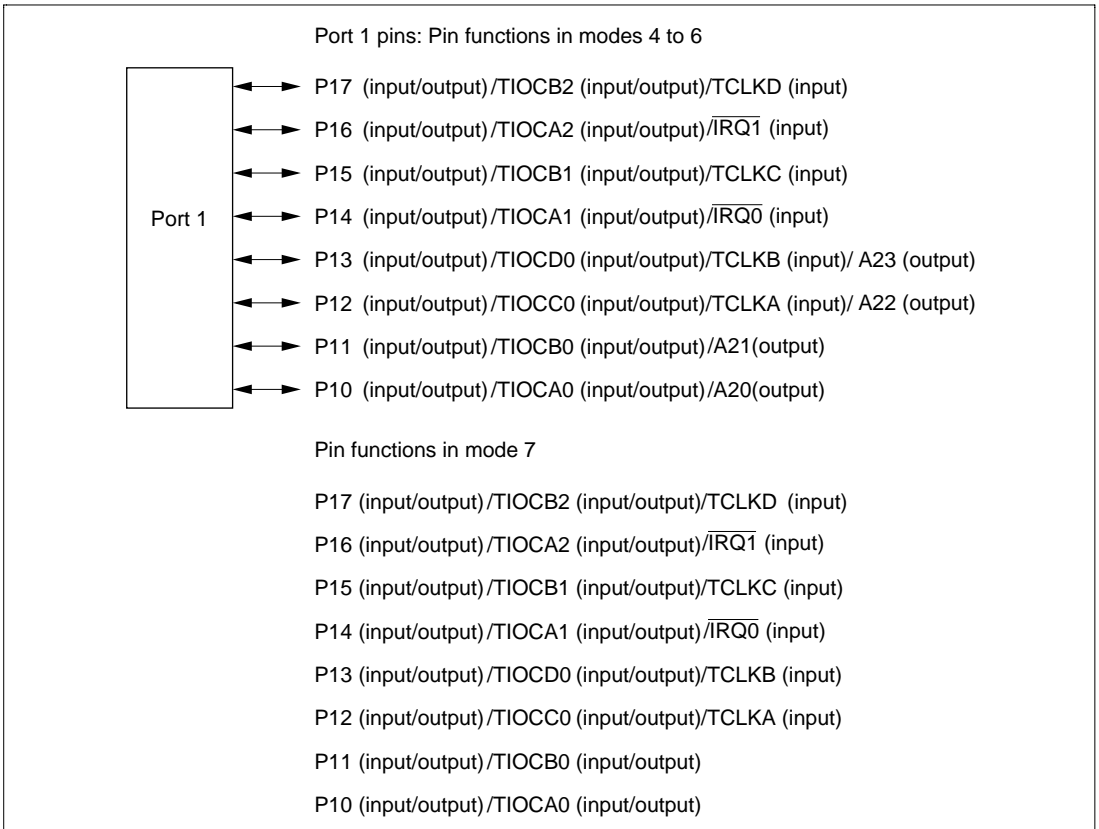 Port 1 pins: Pin functions in modes 4 to 6
P17 (input/output)/TIOCB2 (input/output)/TCLKD (input)
P16 (input/output)/TIOCA2 (input/output)/I̅R̅Q̅1̅ (input)
P15 (input/output)/TIOCB1 (input/output)/TCLKC (input)
Port 1
P14 (input/output)/TIOCA1 (input/output)/I̅R̅Q̅0̅ (input)
P13 (input/output)/TIOCD0 (input/output)/TCLKB (input)/ A23 (output)
P12 (input/output)/TIOCC0 (input/output)/TCLKA (input)/ A22 (output)
P11 (input/output)/TIOCB0 (input/output)/A21(output)
P10 (input/output)/TIOCA0 (input/output)/A20(output)
Pin functions in mode 7
P17 (input/output)/TIOCB2 (input/output)/TCLKD (input)
P16 (input/output)/TIOCA2 (input/output)/I̅R̅Q̅1̅ (input)
P15 (input/output)/TIOCB1 (input/output)/TCLKC (input)
P14 (input/output)/TIOCA1 (input/output)/I̅R̅Q̅0̅ (input)
P13 (input/output)/TIOCD0 (input/output)/TCLKB (input)
P12 (input/output)/TIOCC0 (input/output)/TCLKA (input)
P11 (input/output)/TIOCB0 (input/output)
P10 (input/output)/TIOCA0 (input/output)